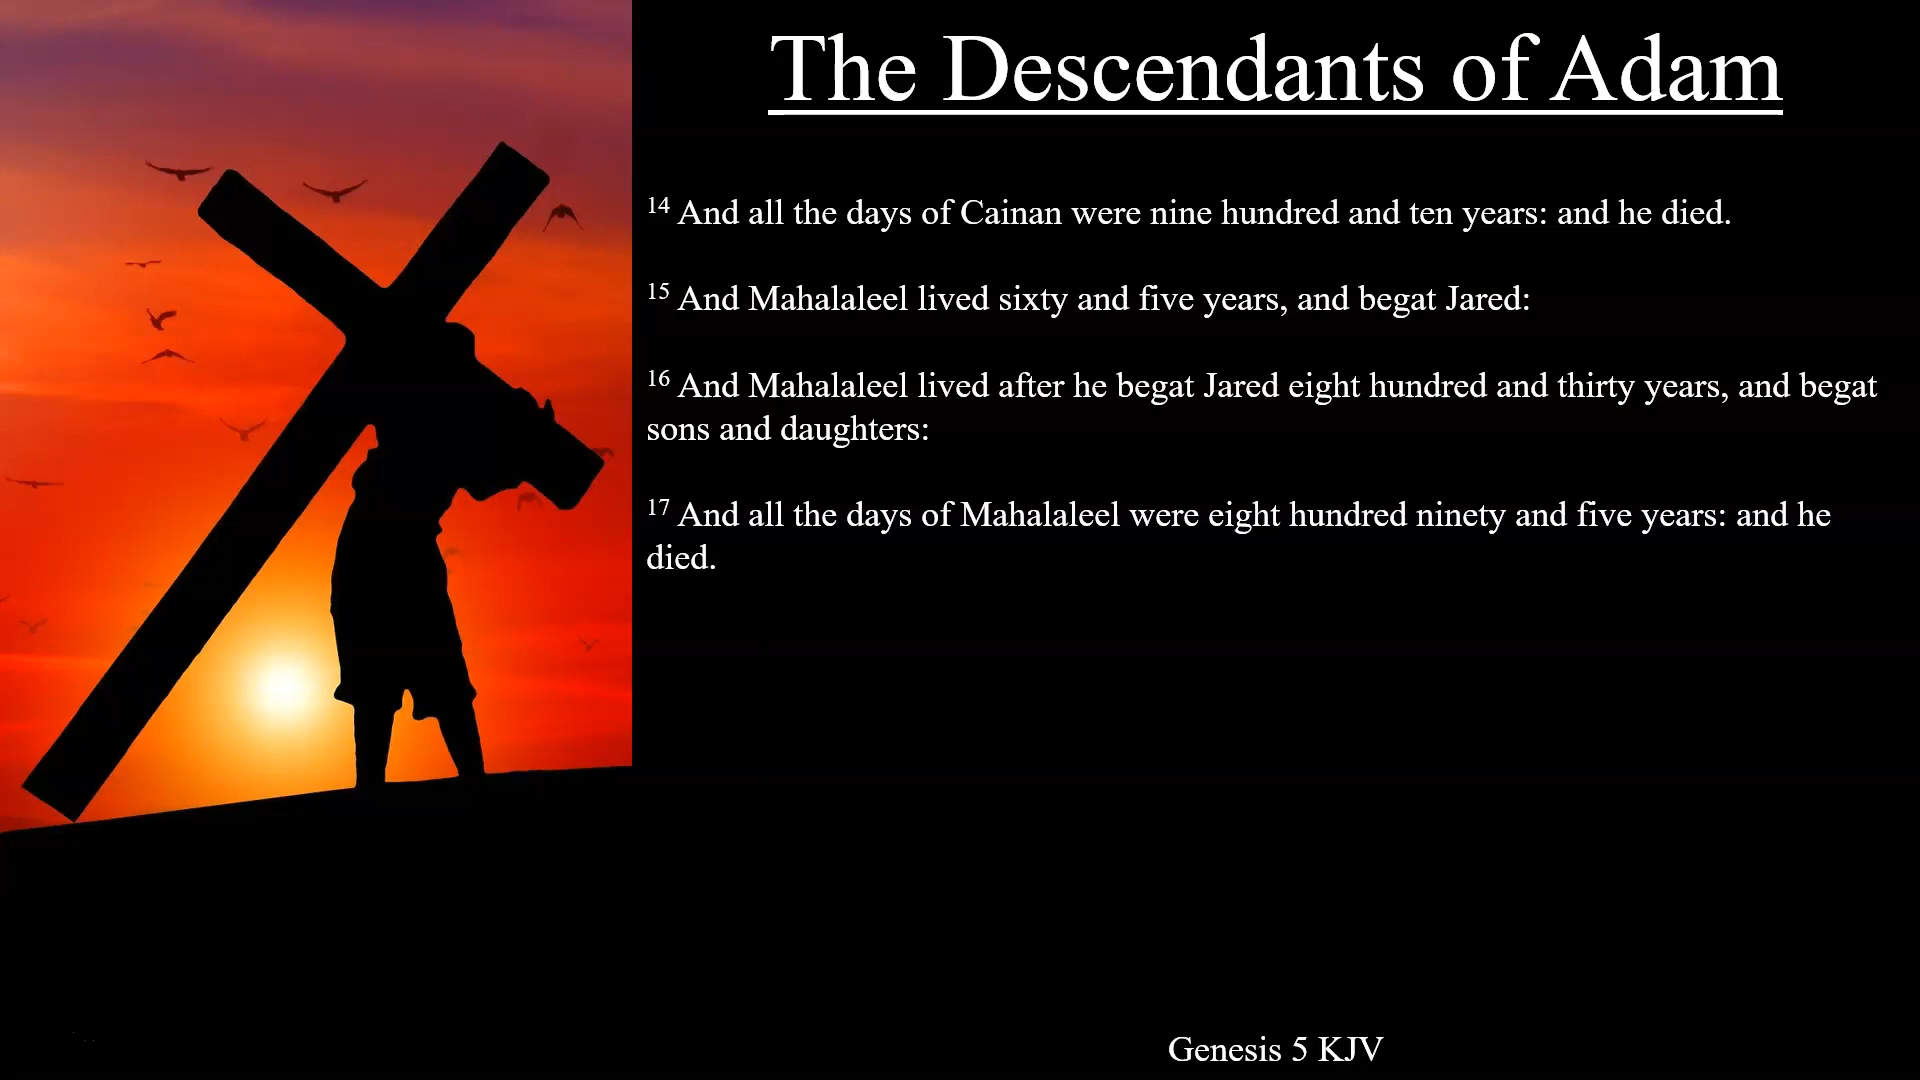 The Descendants of Adam
14 And all the days of Cainan were nine hundred and ten years: and he died.
15 And Mahalaleel lived sixty and five years, and begat Jared:
16 And Mahalaleel lived after he begat Jared eight hundred and thirty years, and begat
sons and daughters:
17 And all the days of Mahalaleel were eight hundred ninety and five years: and he
died.
Genesis 5 KJV